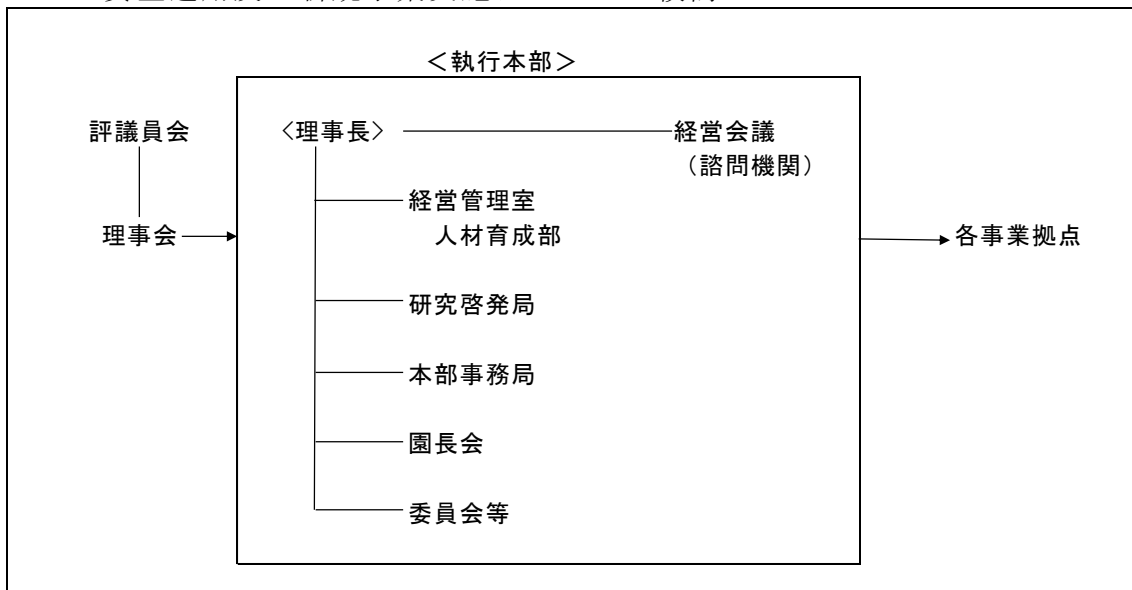 ＜執行本部＞
評議員会
〈理事長〉
経営会議
（諮問機関）
経営管理室
人材育成部
理事会
各事業拠点
研究啓発局
本部事務局
園長会
委員会等